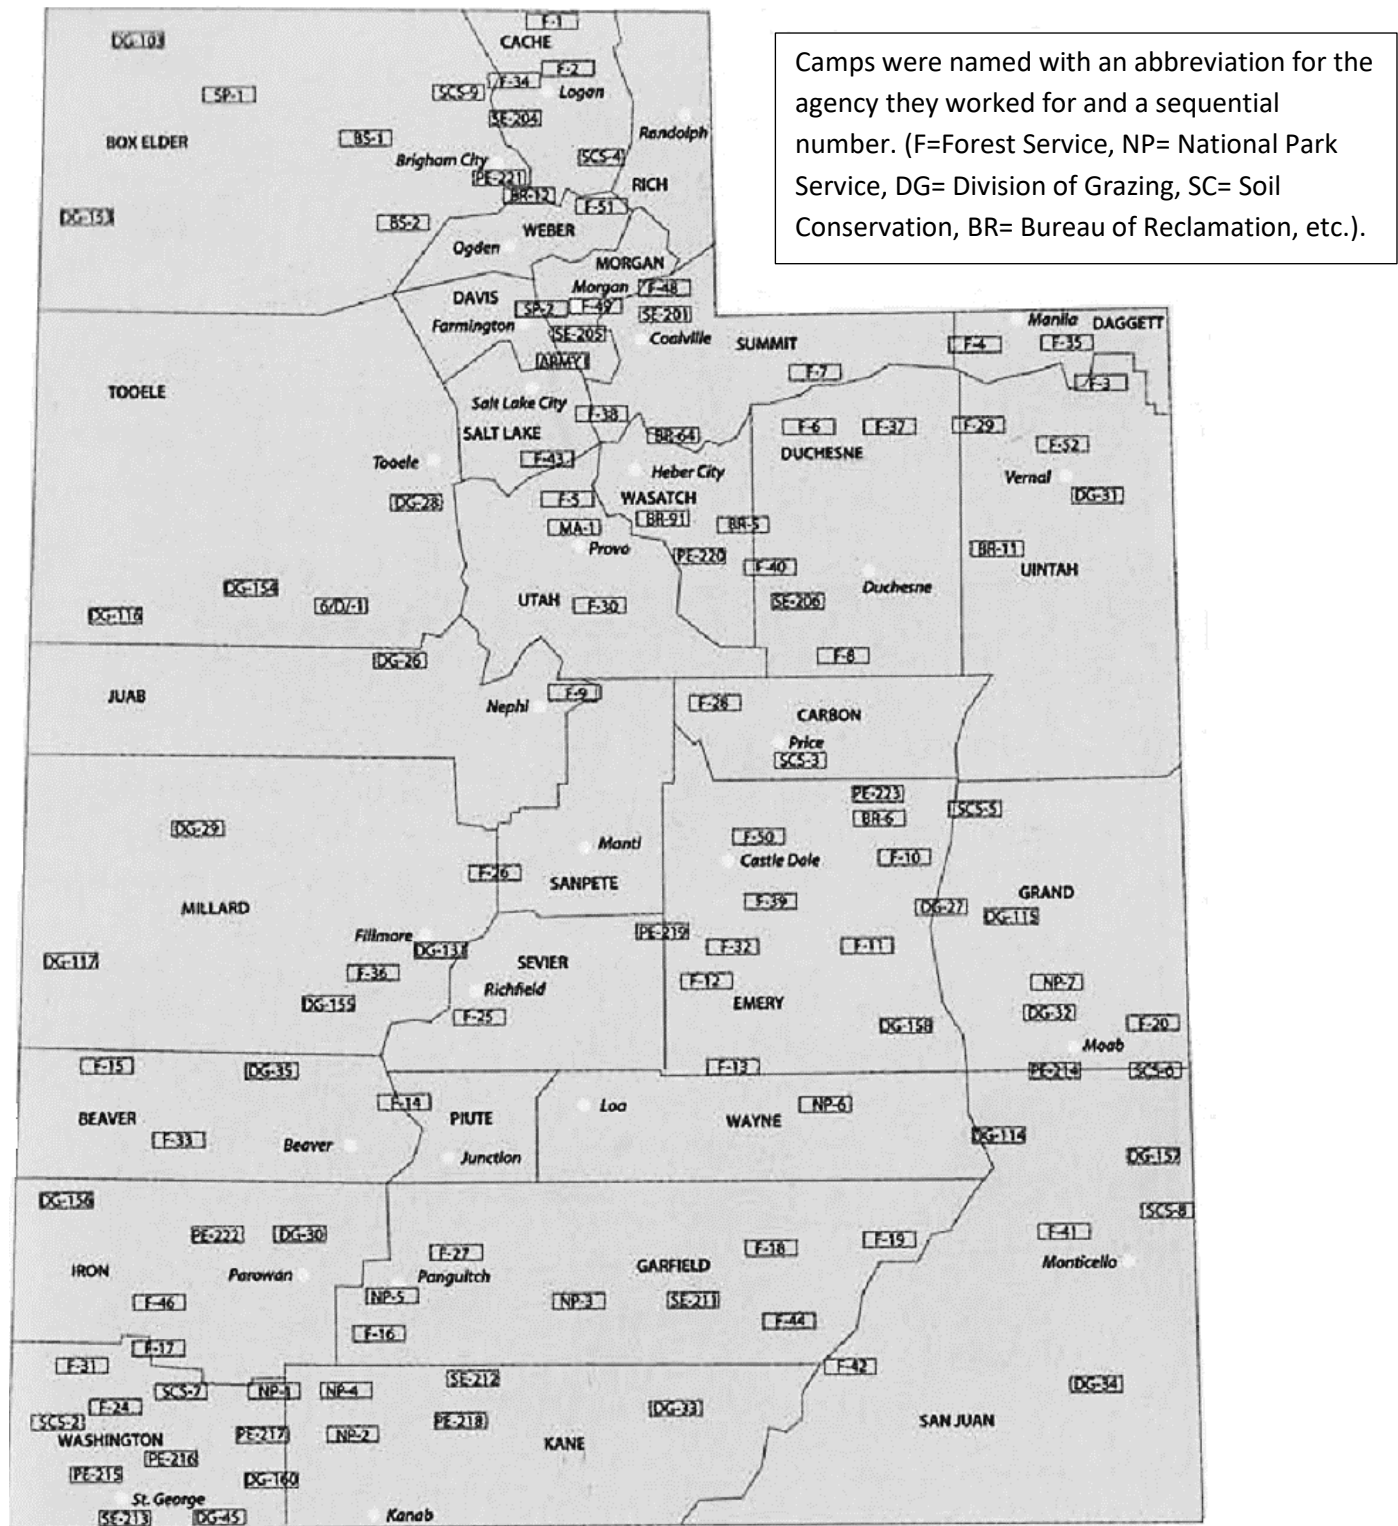 F-1
DG-103
CACHE
F-2
F-34
SCS-9
Logan
SP-1
SE-204
BS-1
Randolph
BOX ELDER
Brigham City
SCS-4
PE-221
RICH
BR-12
F-51
DG-153
BS-2
WEBER
Ogden
MORGAN
Morgan
F-48
DAVIS
SP-2
F-49
SE-201
Farmington
SE-205
Coalville
SUMMIT
ARMY
Manila
DAGGETT
F-4
F-35
F-7
F-3
TOOELE
Salt Lake City
F-38
SALT LAKE
BR-64
F-6
F-37
F-29
F-52
DUCHESNE
Tooele
F-43
Heber City
Vernal
DG-28
F-5
WASATCH
DG-31
MA-1
BR-91
BR-5
Provo
PE-220
BR-11
F-40
UINTAH
DG-154
Duchesne
DG-116
6/D/-1
UTAH
F-30
SE-206
DG-26
F-8
JUAB
Nephi
F-9
F-28
CARBON
Price
SCS-3
PE-223
SCS-5
BR-6
DG-29
F-50
Manti
Castle Dale
F-10
F-26
SANPETE
GRAND
MILLARD
F-39
DG-27
DG-115
Fillmore
PE-219
F-32
F-11
DG-117
SEVIER
F-36
Richfield
F-12
NP-7
DG-155
EMERY
DG-32
F-25
DG-158
F-20
Moab
F-15
DG-35
F-13
PE-214
SCS-6
F-14
Loa
NP-6
BEAVER
PIUTE
WAYNE
F-33
Beaver
DG-114
Junction
DG-157
DG-156
SCS-8
PE-222
DG-30
F-27
F-18
F-19
F-41
IRON
Parowan
Panguitch
GARFIELD
Monticello
F-46
NP-5
NP-3
SE-211
F-16
F-44
F-17
F-31
F-42
SCS-7
NP-1
NP-4
SE-212
DG-34
F-24
DG-33
SCS-2
PE-218
SAN JUAN
WASHINGTON
PE-217
NP-2
KANE
PE-216
PE-215
DG-160
St. George
SE-213
DG-45
Kanab
Camps were named with an abbreviation for the
agency they worked for and a sequential
number. (F=Forest Service, NP= National Park
Service, DG= Division of Grazing, SC= Soil
Conservation, BR= Bureau of Reclamation, etc.).